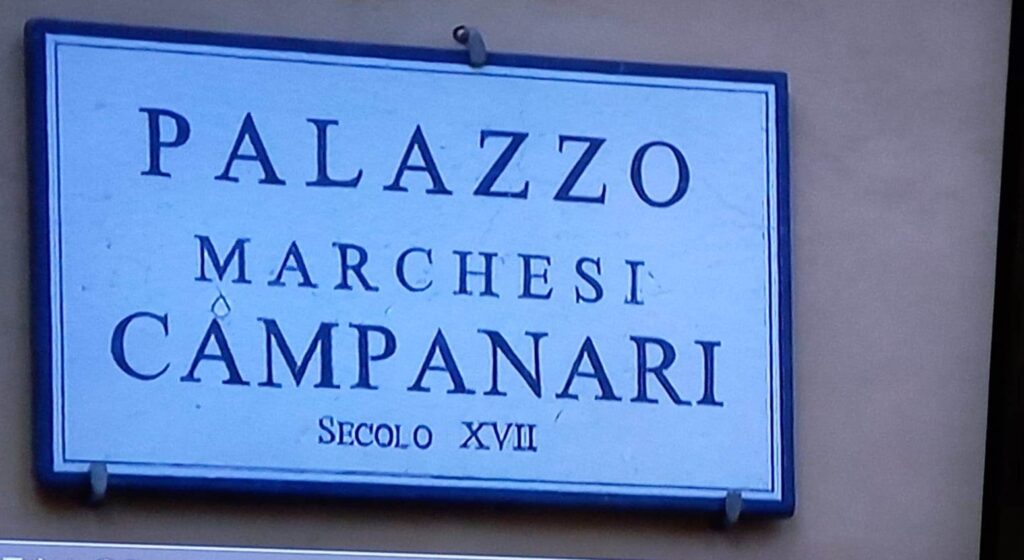 PALAZZO
MARCHESI
CAMPANARI
SECOLO XVII